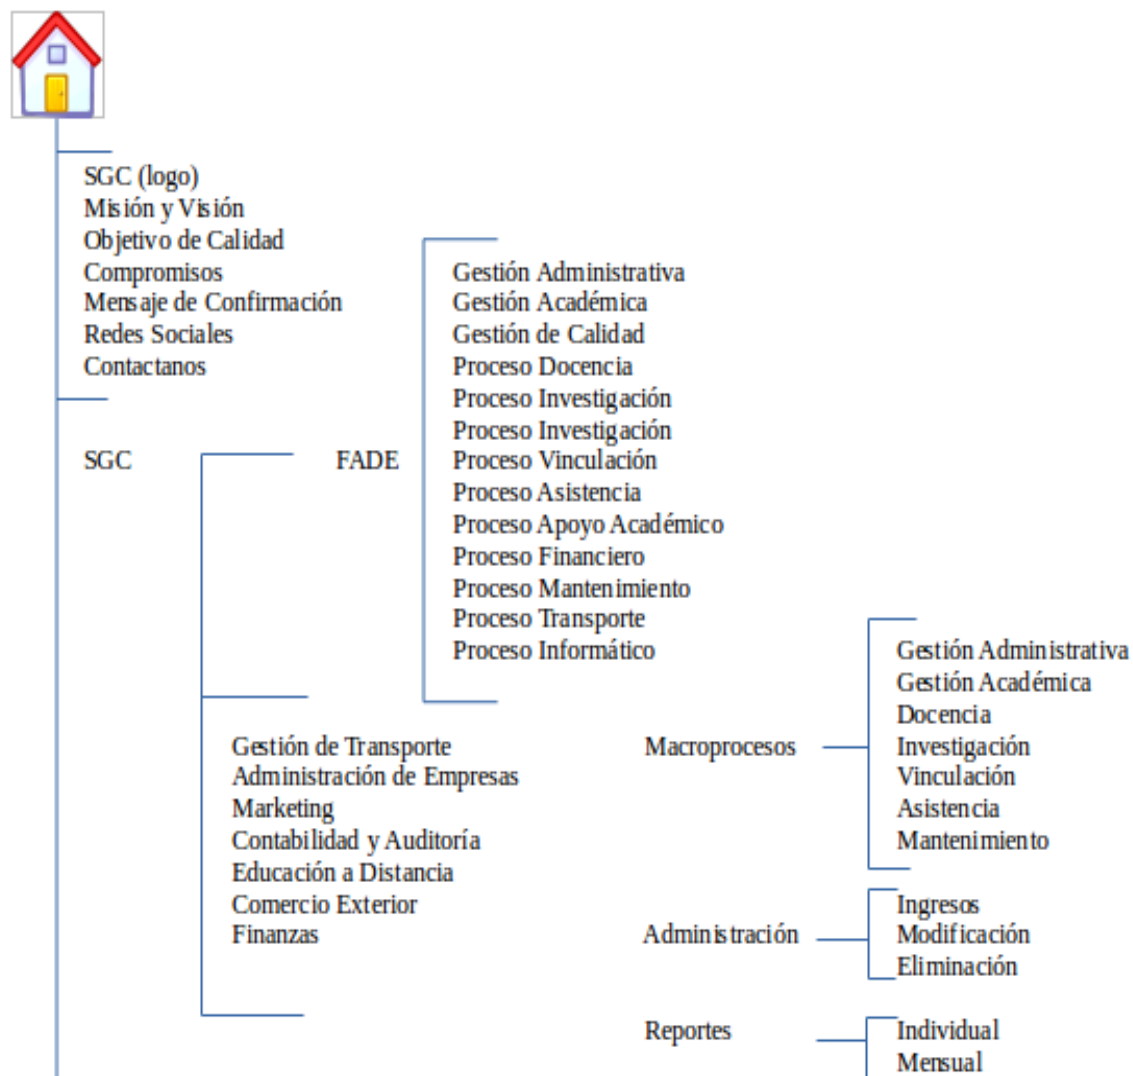 SGC (logo)
Misión y Visión
Objetivo de Calidad
Compromisos
Mensaje de Confirmación
Redes Sociales
Contactanos
SGC
FADE
Gestión Administrativa
Gestión Académica
Gestión de Calidad
Proceso Docencia
Proceso Investigación
Proceso Investigación
Proceso Vinculación
Proceso Asistencia
Proceso Apoyo Académico
Proceso Financiero
Proceso Mantenimiento
Proceso Transporte
Proceso Informático
Gestión de Transporte
Administración de Empresas
Marketing
Contabilidad y Auditoría
Educación a Distancia
Comercio Exterior
Finanzas
Macroprocesos
Gestión Administrativa
Gestión Académica
Docencia
Investigación
Vinculación
Asistencia
Mantenimiento
Administración
Ingresos
Modificación
Eliminación
Reportes
Individual
Mensual